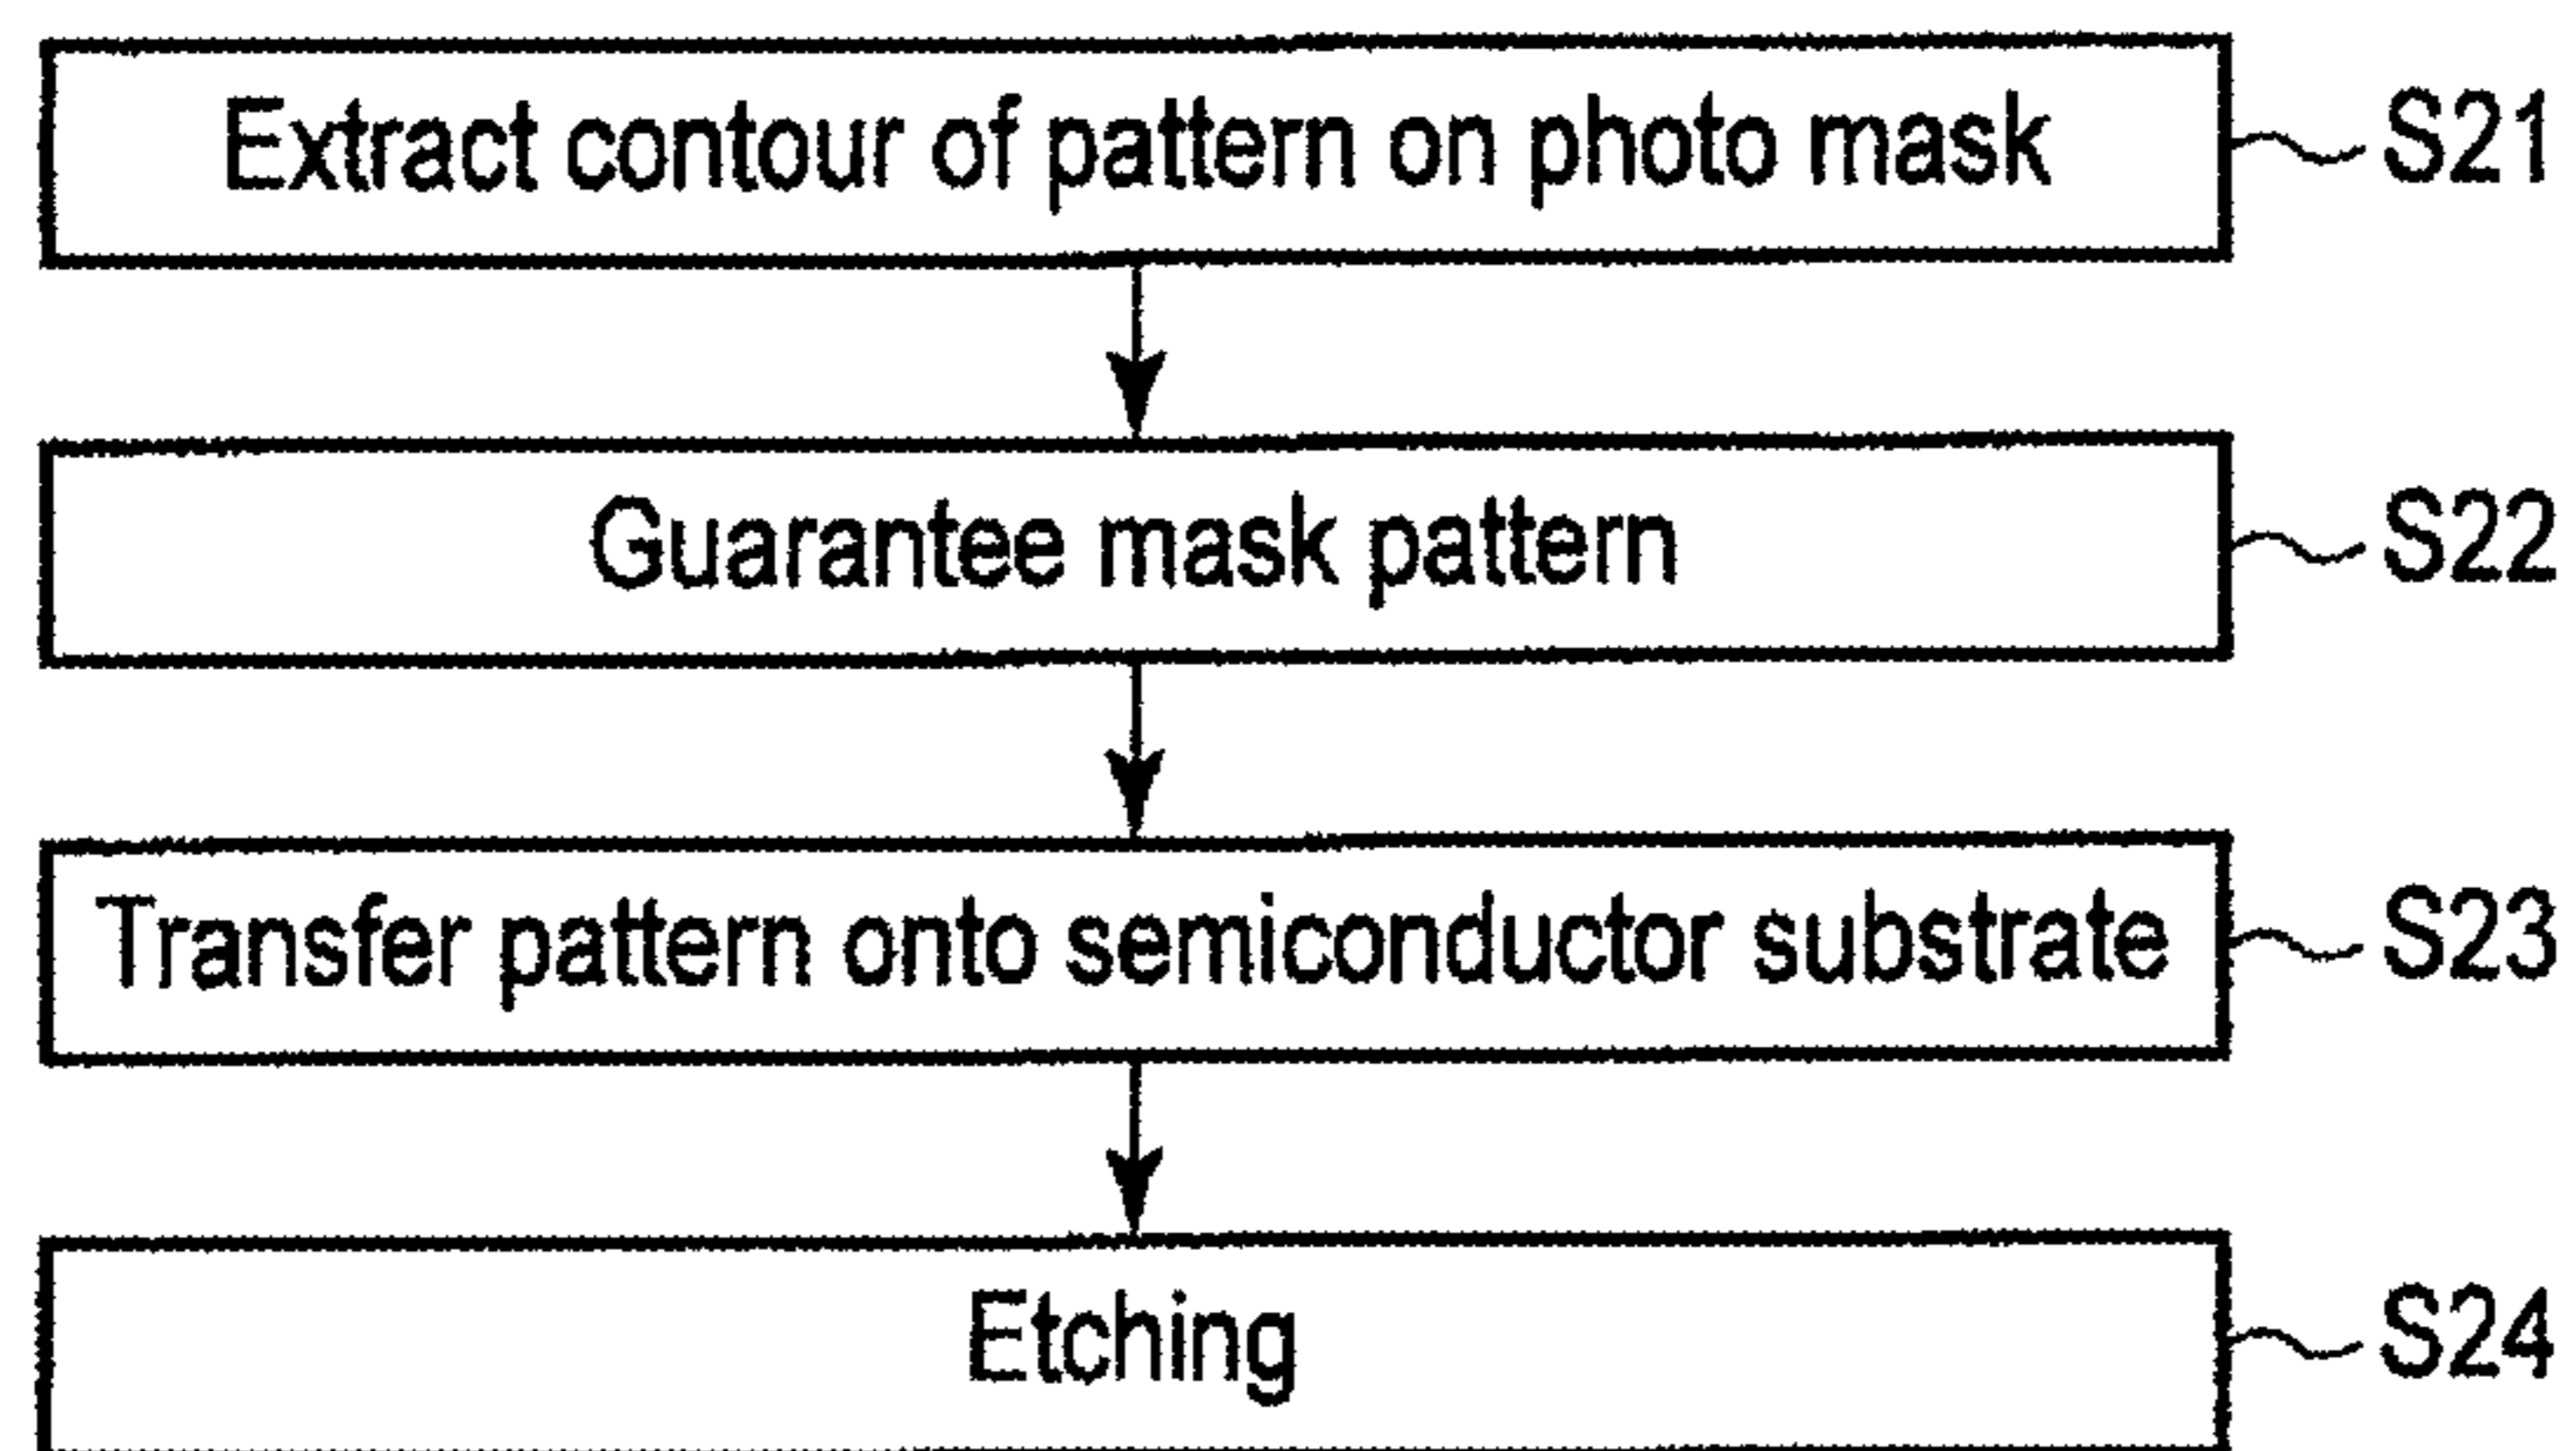 Extract contour of pattern on photo mask S21
Guarantee mask pattern S22
Transfer pattern onto semiconductor substrate S23
Etching S24